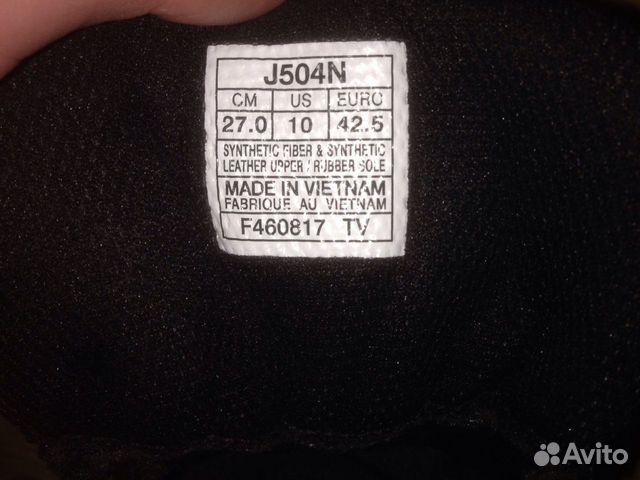 J504N
CM US EURO
27.0 10 42.5
SYNTHETIC FIBER & SYNTHETIC
LEATHER UPPER / RUBBER SOLE
MADE IN VIETNAM
FABRIQUE AU VIETNAM
F460817 TV
Avito